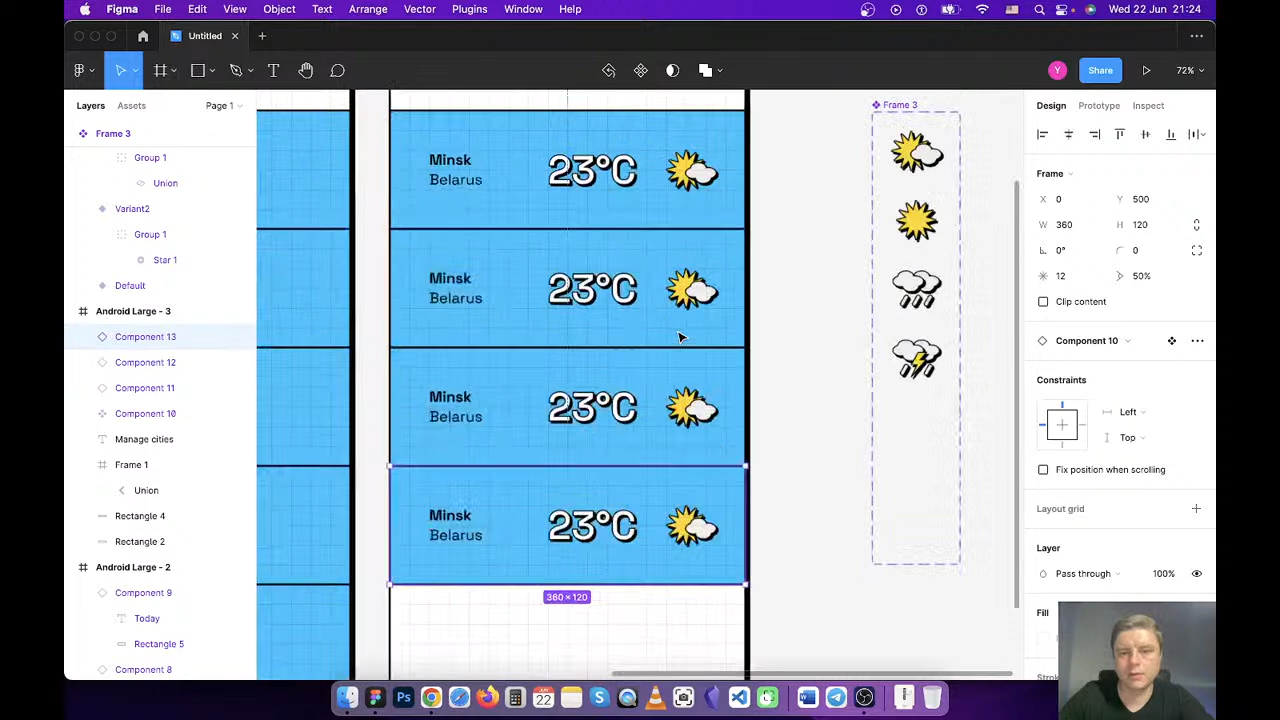 Figma File Edit View Object Text Arrange Vector Plugins Window Help Wed 22 Jun 21:24
Untitled
Y Share 72%
Layers Assets Page 1
Frame 3
Group 1
Union
Variant2
Group 1
Star 1
Default
Android Large - 3
Component 13
Component 12
Component 11
Component 10
Manage cities
Frame 1
Union
Rectangle 4
Rectangle 2
Android Large - 2
Component 9
Today
Rectangle 5
Component 8
Minsk
Belarus
23°C
Minsk
Belarus
23°C
Minsk
Belarus
23°C
Minsk
Belarus
23°C
360 × 120
Frame 3
Design Prototype Inspect
Frame
X 0 Y 500
W 360 H 120
0° 0
12 50%
Clip content
Component 10
Constraints
Left
Top
Fix position when scrolling
Layout grid
Layer
Pass through 100%
Fill